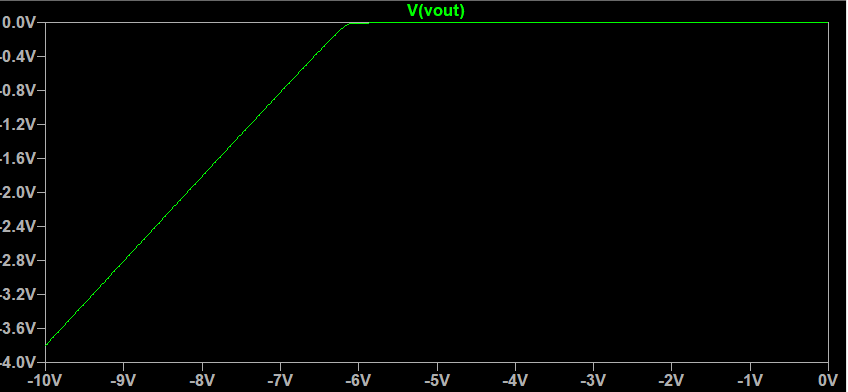 V(vout)
0.0V
-0.4V
-0.8V
-1.2V
-1.6V
-2.0V
-2.4V
-2.8V
-3.2V
-3.6V
-4.0V
-10V -9V -8V -7V -6V -5V -4V -3V -2V -1V 0V